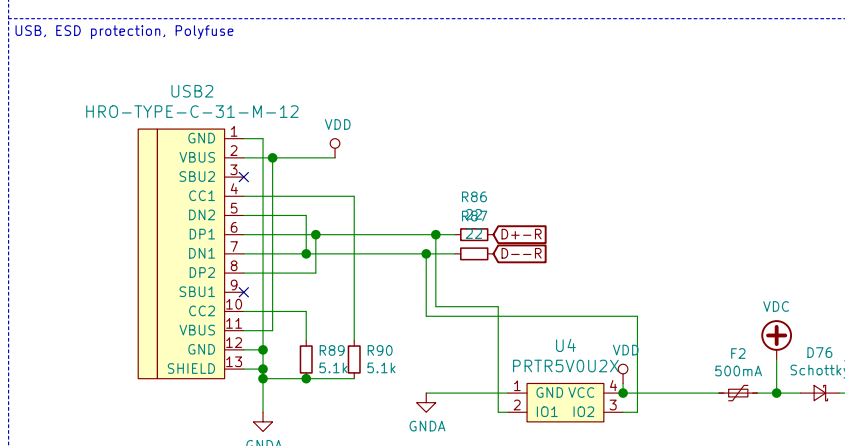 USB, ESD protection, Polyfuse
USB2
HRO-TYPE-C-31-M-12
GND 1
VBUS 2
SBU2 3
CC1 4
DN2 5
DP1 6
DN1 7
DP2 8
SBU1 9
CC2 10
VBUS 11
GND 12
SHIELD 13
VDD
R86
22
R87
22
D+-R
D--R
R89
5.1k
R90
5.1k
GNDA
GNDA
U4
PRTR5V0U2X
VDD
1 GND VCC 4
2 IO1 IO2 3
F2
500mA
VDC
D76
Schottky